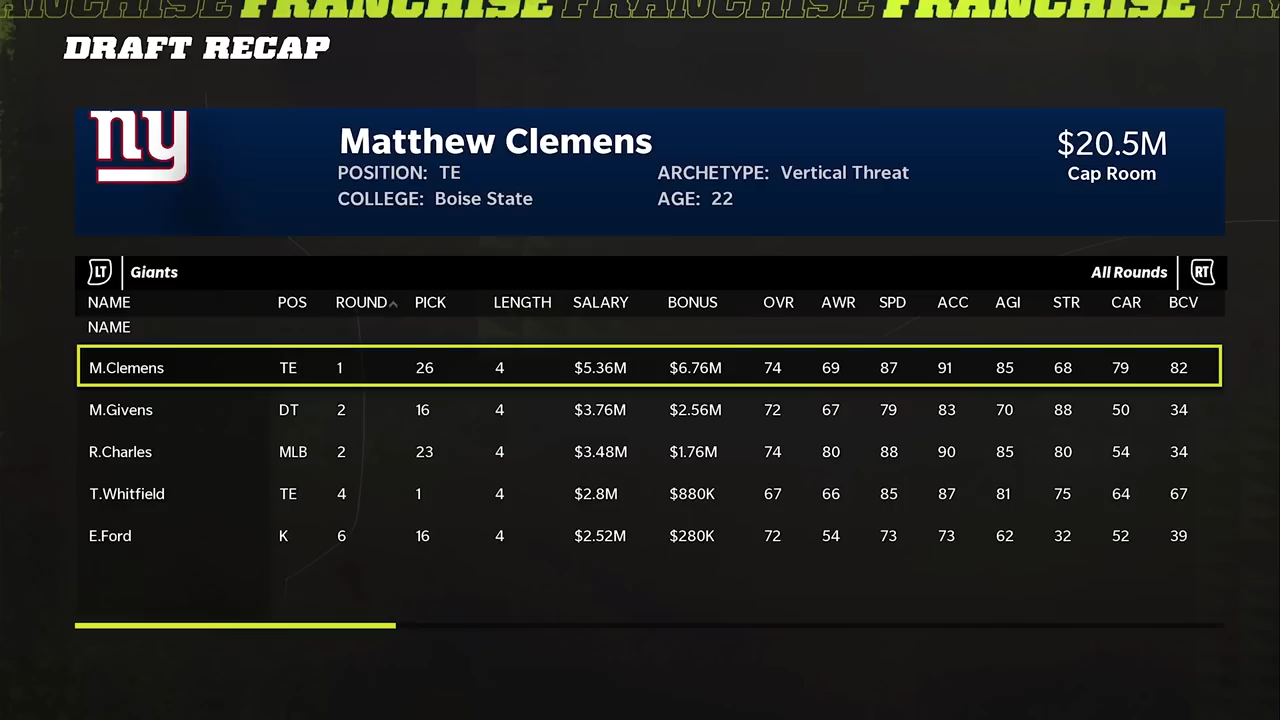 FRANCHISE FRANCHISE FRANCHISE
DRAFT RECAP
ny
Matthew Clemens
POSITION: TE
ARCHETYPE: Vertical Threat
COLLEGE: Boise State
AGE: 22
$20.5M
Cap Room
LT Giants
All Rounds RT
NAME POS ROUND PICK LENGTH SALARY BONUS OVR AWR SPD ACC AGI STR CAR BCV
NAME
M.Clemens TE 1 26 4 $5.36M $6.76M 74 69 87 91 85 68 79 82
M.Givens DT 2 16 4 $3.76M $2.56M 72 67 79 83 70 88 50 34
R.Charles MLB 2 23 4 $3.48M $1.76M 74 80 88 90 85 80 54 34
T.Whitfield TE 4 1 4 $2.8M $880K 67 66 85 87 81 75 64 67
E.Ford K 6 16 4 $2.52M $280K 72 54 73 73 62 32 52 39